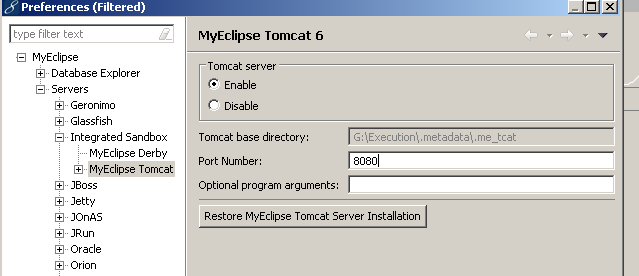 Preferences (Filtered)
type filter text
MyEclipse
Database Explorer
Servers
Geronimo
Glassfish
Integrated Sandbox
MyEclipse Derby
MyEclipse Tomcat
JBoss
Jetty
JOnAS
JRun
Oracle
Orion
MyEclipse Tomcat 6
Tomcat server
Enable
Disable
Tomcat base directory: G:\Execution\.metadata\.me_tcat
Port Number: 8080
Optional program arguments:
Restore MyEclipse Tomcat Server Installation